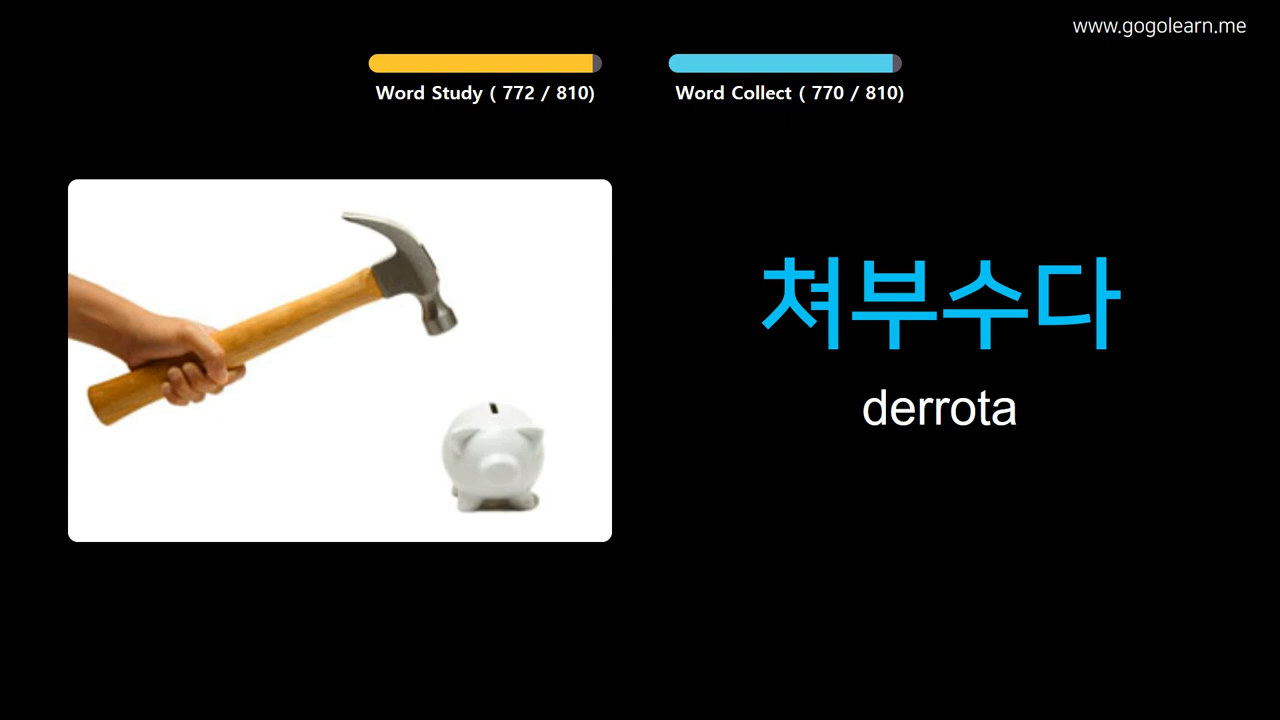 www.gogolearn.me
Word Study ( 772 / 810)
Word Collect ( 770 / 810)
쳐부수다
derrota